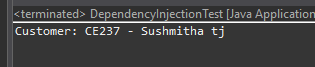 <terminated> DependencyInjectionTest [Java Application
Customer: CE237 - Sushmitha tj